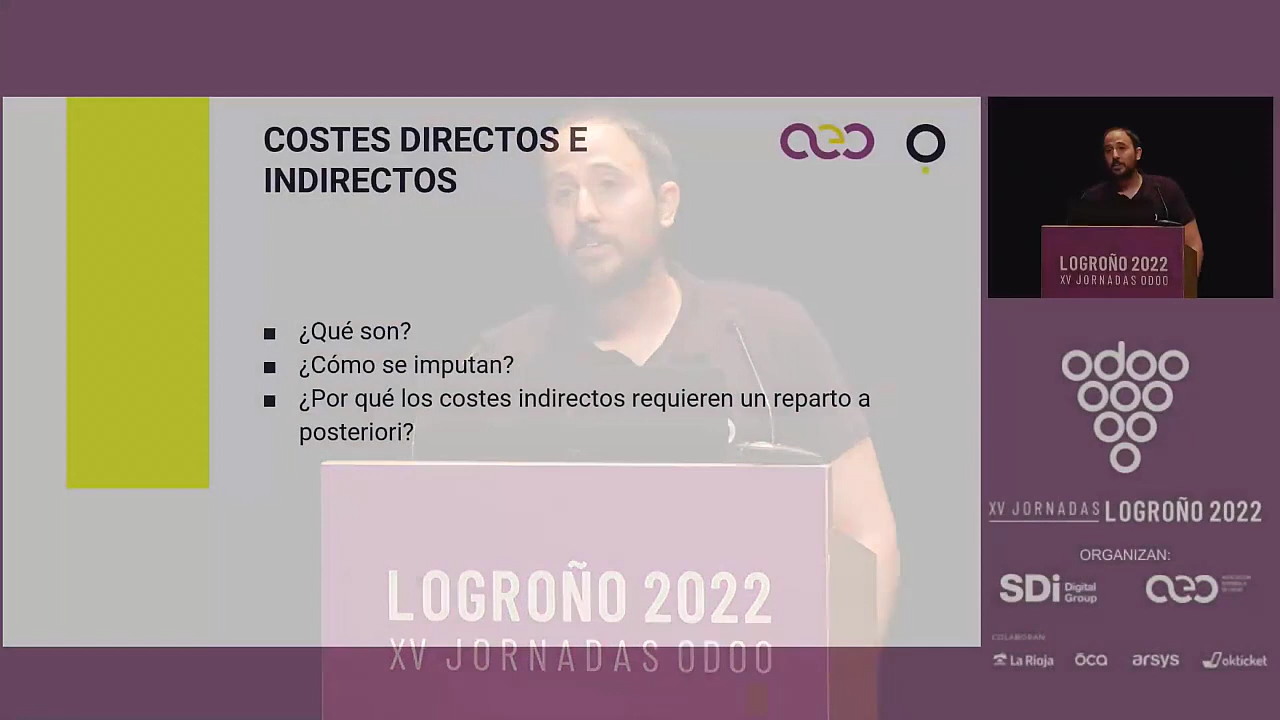 COSTES DIRECTOS E
INDIRECTOS
aeo
¿Qué son?
¿Cómo se imputan?
¿Por qué los costes indirectos requieren un reparto a
posteriori?
LOGROÑO 2022
XV JORNADAS ODOO
LOGROÑO 2022
XV JORNADAS ODOO
odoo
XV JORNADAS LOGROÑO 2022
ORGANIZAN:
SDi Digital
Group
aeo
COLABORAN
La Rioja öca arsys okticket